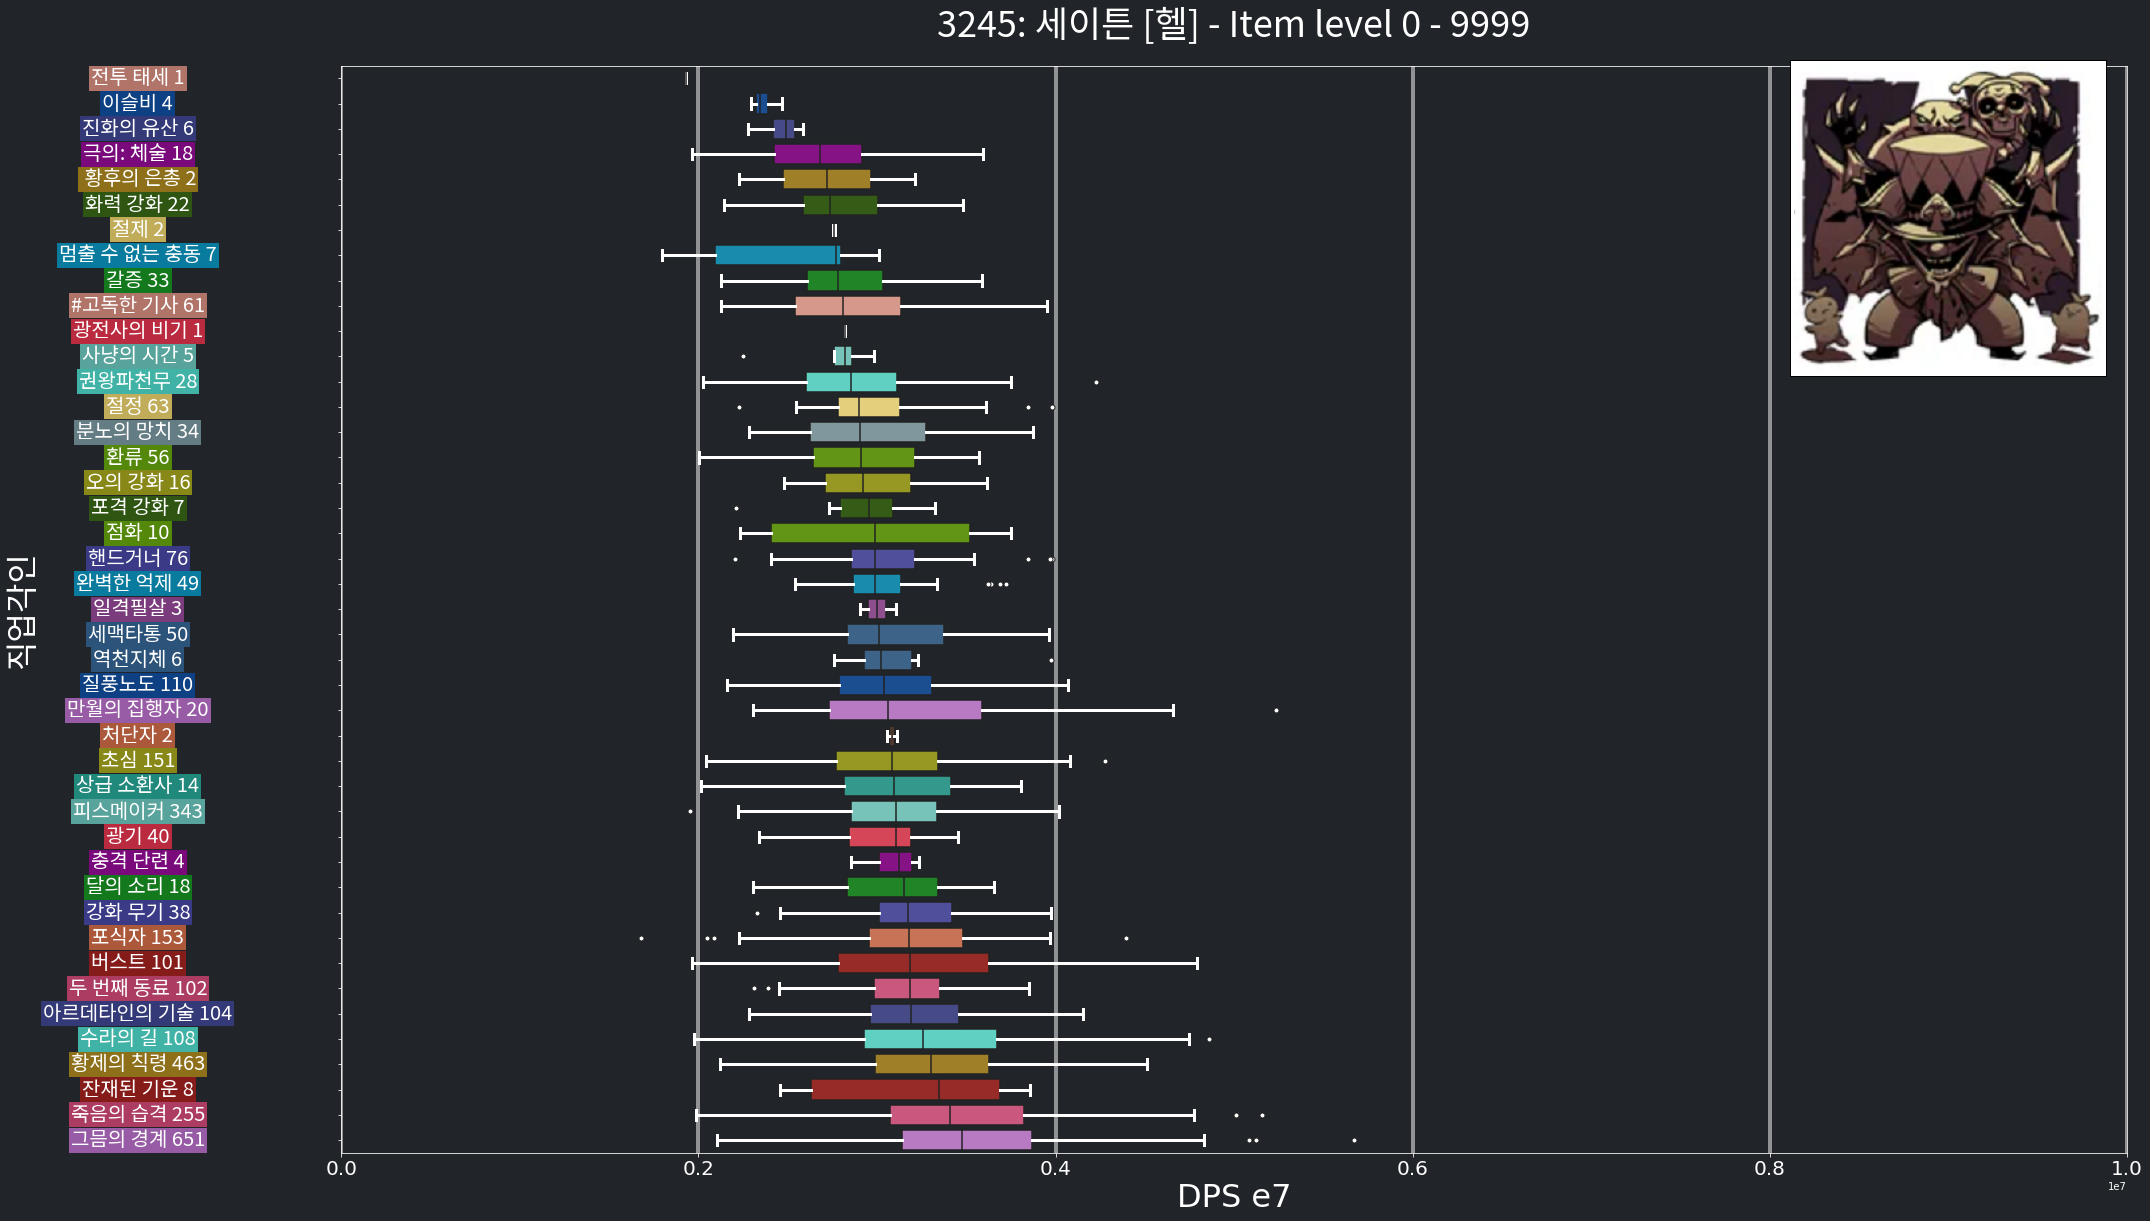 3245: 세이튼 [헬] - Item level 0 - 9999
직업각인
전투 태세 1
이슬비 4
진화의 유산 6
극의: 체술 18
황후의 은총 2
화력 강화 22
절제 2
멈출 수 없는 충동 7
갈증 33
#고독한 기사 61
광전사의 비기 1
사냥의 시간 5
권왕파천무 28
절정 63
분노의 망치 34
환류 56
오의 강화 16
포격 강화 7
점화 10
핸드거너 76
완벽한 억제 49
일격필살 3
세맥타통 50
역천지체 6
질풍노도 110
만월의 집행자 20
처단자 2
초심 151
상급 소환사 14
피스메이커 343
광기 40
충격 단련 4
달의 소리 18
강화 무기 38
포식자 153
버스트 101
두 번째 동료 102
아르데타인의 기술 104
수라의 길 108
황제의 칙령 463
잔재된 기운 8
죽음의 습격 255
그믐의 경계 651
0.0 0.2 0.4 0.6 0.8 1.0
1e7
DPS e7